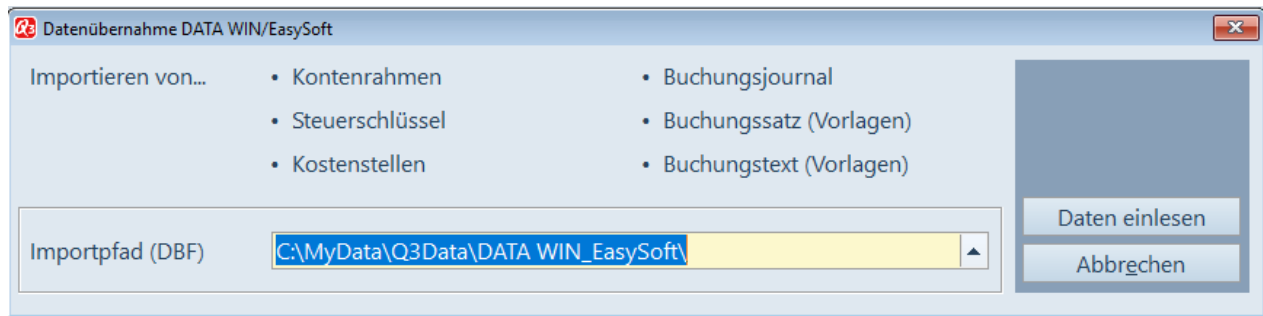 Q3 Datenübernahme DATA WIN/EasySoft
Importieren von... • Kontenrahmen • Buchungsjournal
• Steuerschlüssel • Buchungssatz (Vorlagen)
• Kostenstellen • Buchungstext (Vorlagen)
Daten einlesen
Importpfad (DBF) C:\MyData\Q3Data\DATA WIN_EasySoft\
Abbrechen